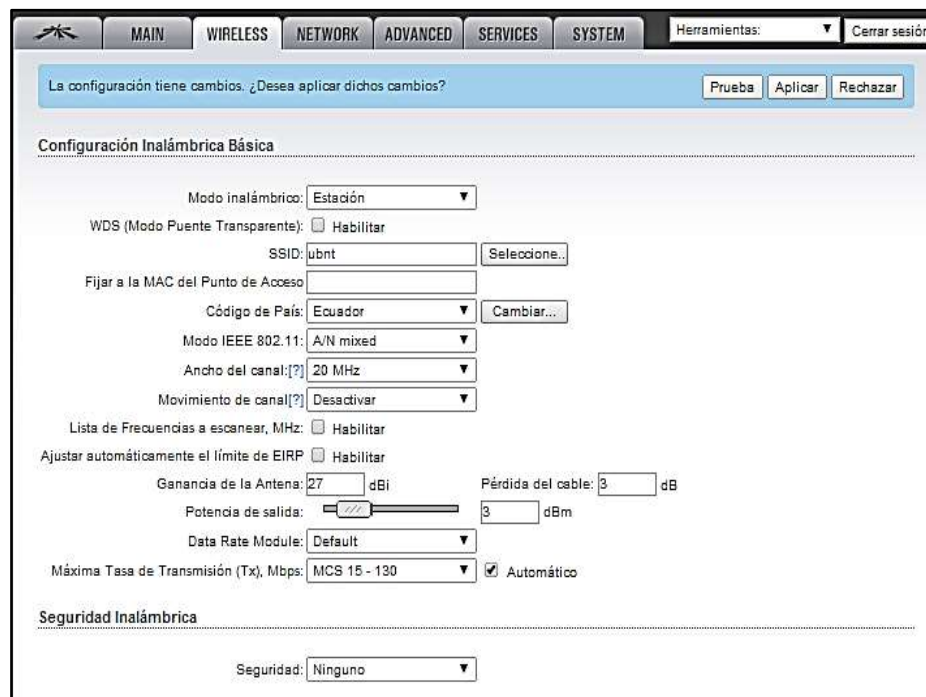 MAIN WIRELESS NETWORK ADVANCED SERVICES SYSTEM Herramientas: Cerrar sesión
La configuración tiene cambios. ¿Desea aplicar dichos cambios? Prueba Aplicar Rechazar
Configuración Inalámbrica Básica
Modo inalámbrico: Estación
WDS (Modo Puente Transparente): Habilitar
SSID: ubnt Seleccione..
Fijar a la MAC del Punto de Acceso
Código de País: Ecuador Cambiar...
Modo IEEE 802.11: A/N mixed
Ancho del canal:[?] 20 MHz
Movimiento de canal[?] Desactivar
Lista de Frecuencias a escanear, MHz: Habilitar
Ajustar automáticamente el límite de EIRP Habilitar
Ganancia de la Antena: 27 dBi Pérdida del cable: 3 dB
Potencia de salida: 3 dBm
Data Rate Module: Default
Máxima Tasa de Transmisión (Tx), Mbps: MCS 15 - 130 Automático
Seguridad Inalámbrica
Seguridad: Ninguno